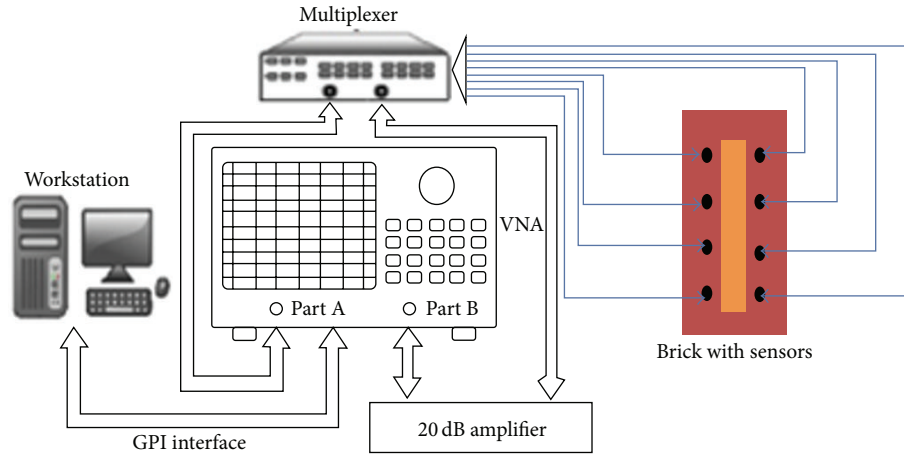 Multiplexer
Workstation
VNA
Part A
Part B
Brick with sensors
GPI interface
20 dB amplifier